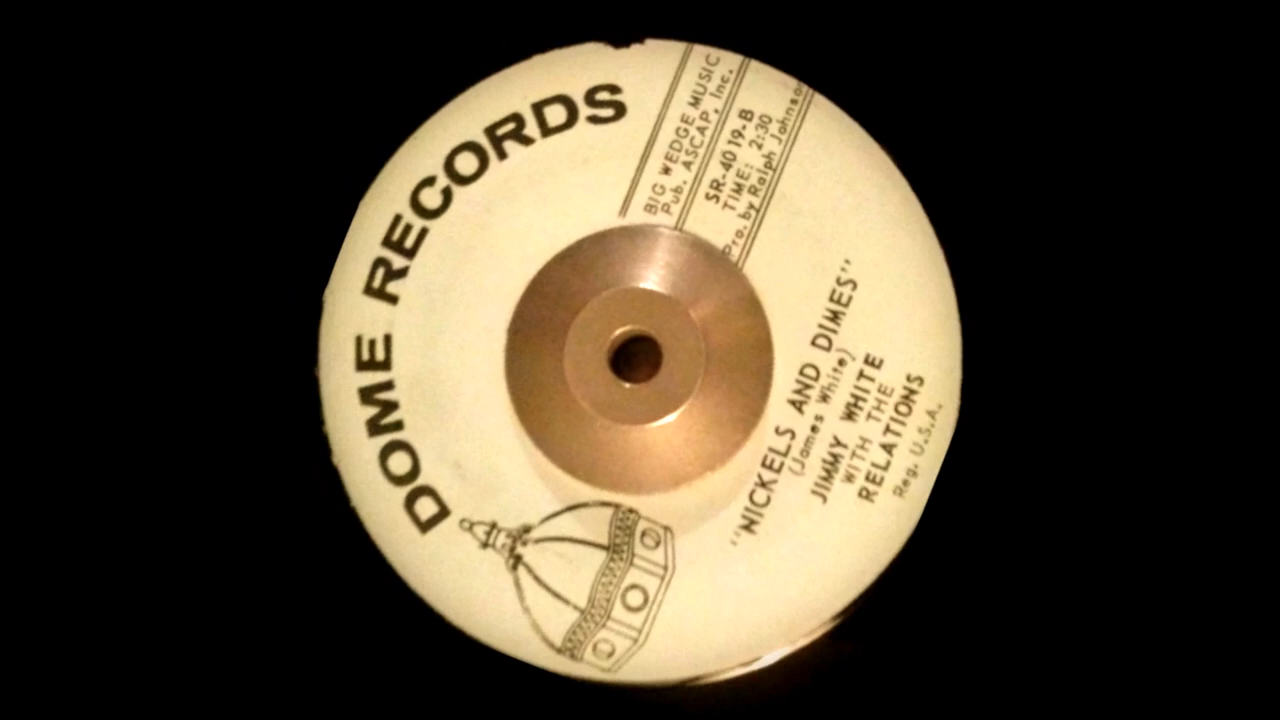 DOME RECORDS
BIG WEDGE MUSIC
Pub. ASCAP, Inc.
SR-4019-B
TIME: 2:30
Pro. by Ralph Johnson
"NICKELS AND DIMES"
(James White)
JIMMY WHITE
WITH THE
RELATIONS
Reg. U.S.A.